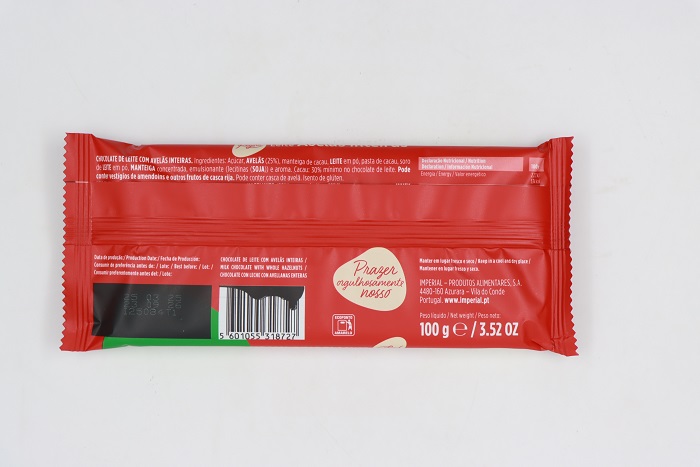 CHOCOLATE DE LEITE COM AVELÃS INTEIRAS. Ingredientes: Açúcar, AVELÃS (25%), manteiga de cacau, LEITE em pó, pasta de cacau, soro
de LEITE em pó, MANTEIGA concentrada, emulsionante (lecitinas (SOJA)) e aroma. Cacau: 30% mínimo no chocolate de leite. Pode
conter vestígios de amendoins e outros frutos de casca rija. Pode conter casca de avelã. Isento de glúten.
Declaração Nutricional / Nutrition
Declaration / Información Nutricional
Energia / Energy / Valor energético
Data de produção / Production Date / Fecha de Producción:
Consumir de preferência antes de: / Lote: / Best before: / Lot: /
Consumir preferentemente antes del: / Lote:
CHOCOLATE DE LEITE COM AVELÃS INTEIRAS /
MILK CHOCOLATE WITH WHOLE HAZELNUTS /
CHOCOLATE CON LECHE CON AVELLANAS ENTERAS
5 601055 318727
Prazer
orgulhosamente
nosso
ECOPONTO
AMARELO
Manter em lugar fresco e seco / Keep in a cool and dry place /
Mantener en lugar fresco y seco.
IMPERIAL – PRODUTOS ALIMENTARES, S.A.
4480-160 Azurara – Vila do Conde
Portugal. www.imperial.pt
Peso líquido / Net weight / Peso neto:
100 g e / 3.52 OZ